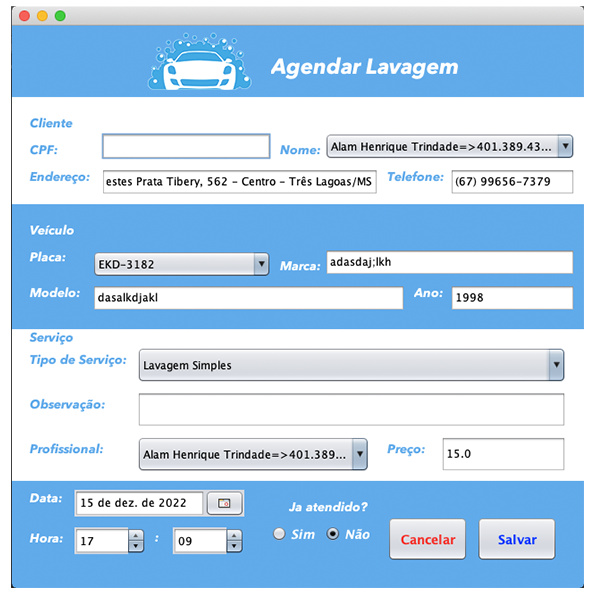 Agendar Lavagem
Cliente
CPF:
Nome: Alam Henrique Trindade=>401.389.43...
Endereço: estes Prata Tibery, 562 - Centro - Três Lagoas/MS Telefone: (67) 99656-7379
Veículo
Placa: EKD-3182 Marca: adasdaj;lkh
Modelo: dasalkdjakl Ano: 1998
Serviço
Tipo de Serviço: Lavagem Simples
Observação:
Profissional: Alam Henrique Trindade=>401.389... Preço: 15.0
Data: 15 de dez. de 2022 Ja atendido?
Hora: 17 : 09 Sim Não Cancelar Salvar